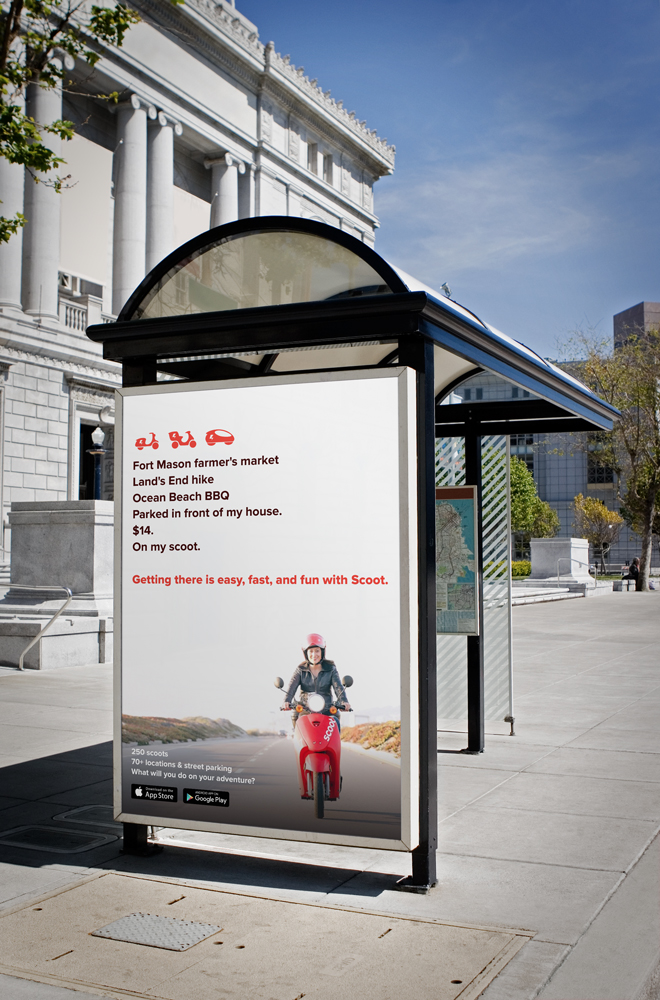 Fort Mason farmer's market
Land's End hike
Ocean Beach BBQ
Parked in front of my house.
$14.
On my scoot.
Getting there is easy, fast, and fun with Scoot.
scoot
250 scoots
70+ locations & street parking
What will you do on your adventure?
Download on the
App Store
ANDROID APP ON
Google Play